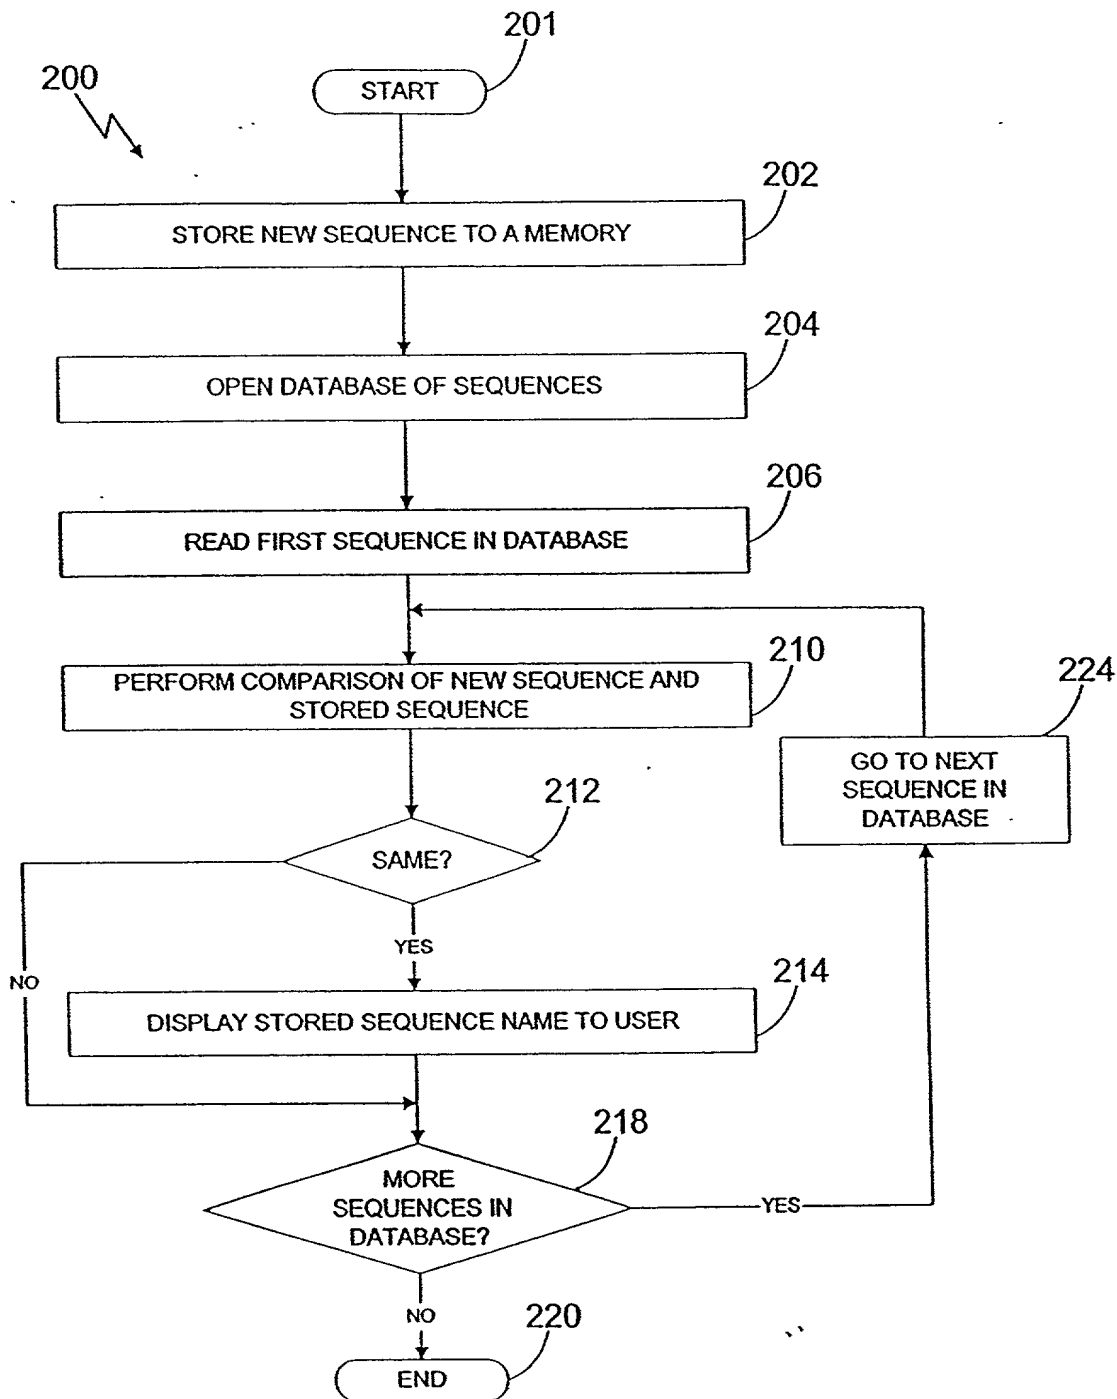 201
START
200
202
STORE NEW SEQUENCE TO A MEMORY
204
OPEN DATABASE OF SEQUENCES
206
READ FIRST SEQUENCE IN DATABASE
210
PERFORM COMPARISON OF NEW SEQUENCE AND
STORED SEQUENCE
224
GO TO NEXT
SEQUENCE IN
DATABASE
212
SAME?
YES
NO
214
DISPLAY STORED SEQUENCE NAME TO USER
218
MORE
SEQUENCES IN
DATABASE?
YES
NO
220
END